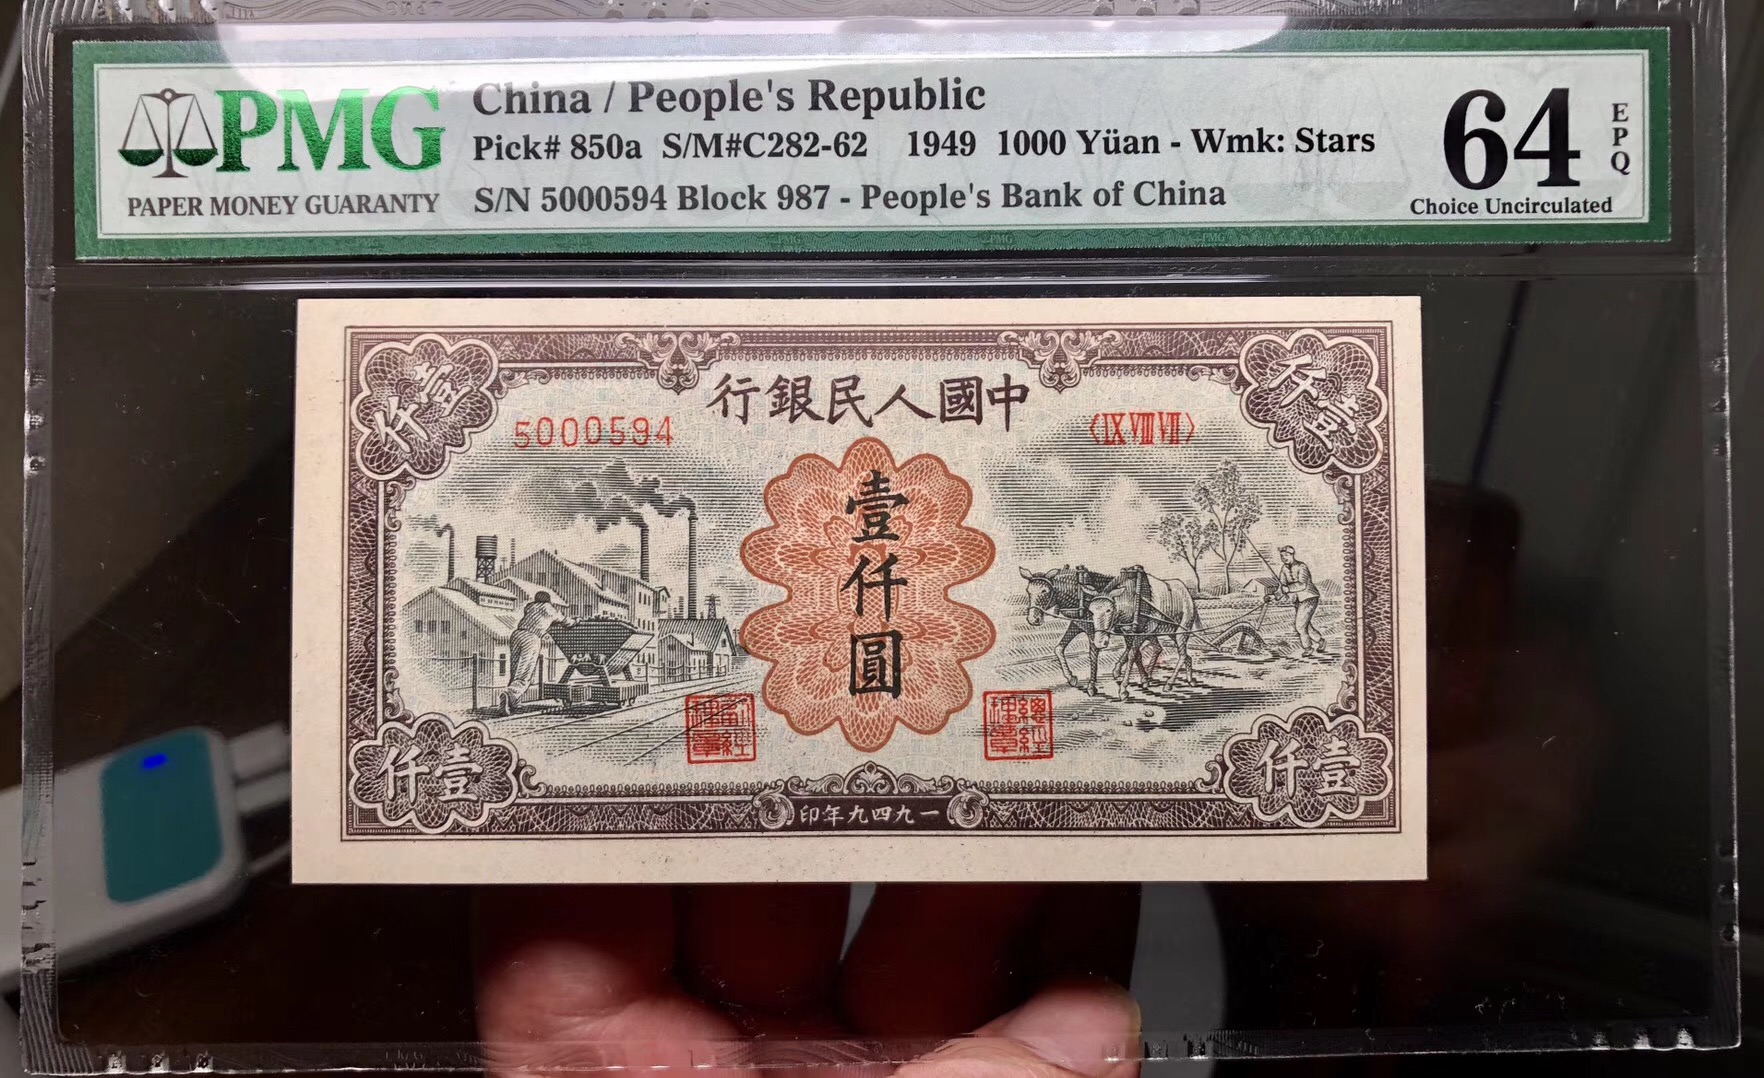 PMG
PAPER MONEY GUARANTY
China / People's Republic
Pick# 850a S/M#C282-62 1949 1000 Yüan - Wmk: Stars
S/N 5000594 Block 987 - People's Bank of China
64
EPQ
Choice Uncirculated
行銀民人國中
5000594
〈IX VIII VII〉
壹仟
仟壹
壹仟圓
仟壹
仟壹
印年九四九一